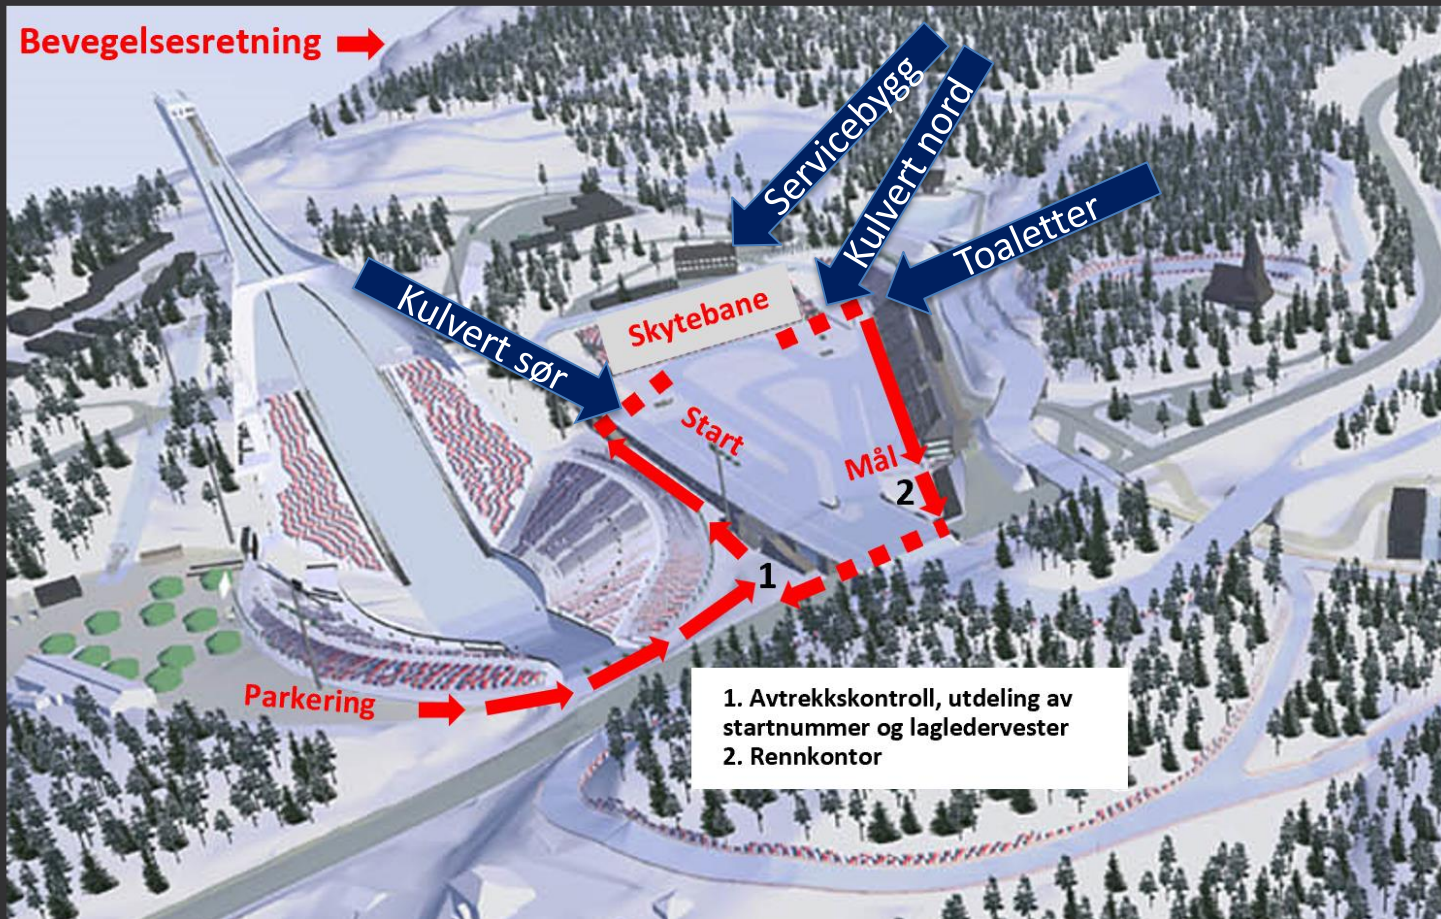 Bevegelsesretning
Servicebygg
Kulvert nord
Toaletter
Kulvert sør
Skytebane
Start
Mål
2
1
Parkering
1. Avtrekkskontroll, utdeling av
startnummer og lagledervester
2. Rennkontor